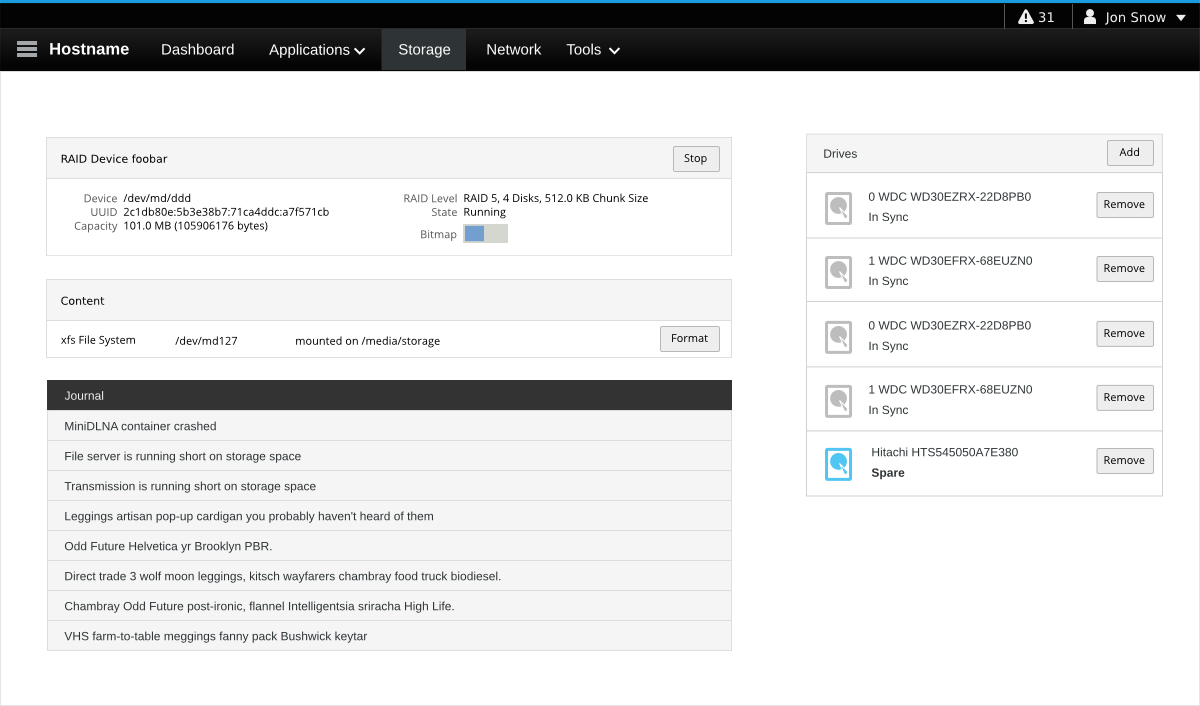 31 Jon Snow
Hostname Dashboard Applications Storage Network Tools
RAID Device foobar Stop
Device /dev/md/ddd
UUID 2c1db80e:5b3e38b7:71ca4ddc:a7f571cb
Capacity 101.0 MB (105906176 bytes)
RAID Level RAID 5, 4 Disks, 512.0 KB Chunk Size
State Running
Bitmap
Content
xfs File System /dev/md127 mounted on /media/storage Format
Journal
MiniDLNA container crashed
File server is running short on storage space
Transmission is running short on storage space
Leggings artisan pop-up cardigan you probably haven't heard of them
Odd Future Helvetica yr Brooklyn PBR.
Direct trade 3 wolf moon leggings, kitsch wayfarers chambray food truck biodiesel.
Chambray Odd Future post-ironic, flannel Intelligentsia sriracha High Life.
VHS farm-to-table meggings fanny pack Bushwick keytar
Drives Add
0 WDC WD30EZRX-22D8PB0
In Sync
Remove
1 WDC WD30EFRX-68EUZN0
In Sync
Remove
0 WDC WD30EZRX-22D8PB0
In Sync
Remove
1 WDC WD30EFRX-68EUZN0
In Sync
Remove
Hitachi HTS545050A7E380
Spare
Remove